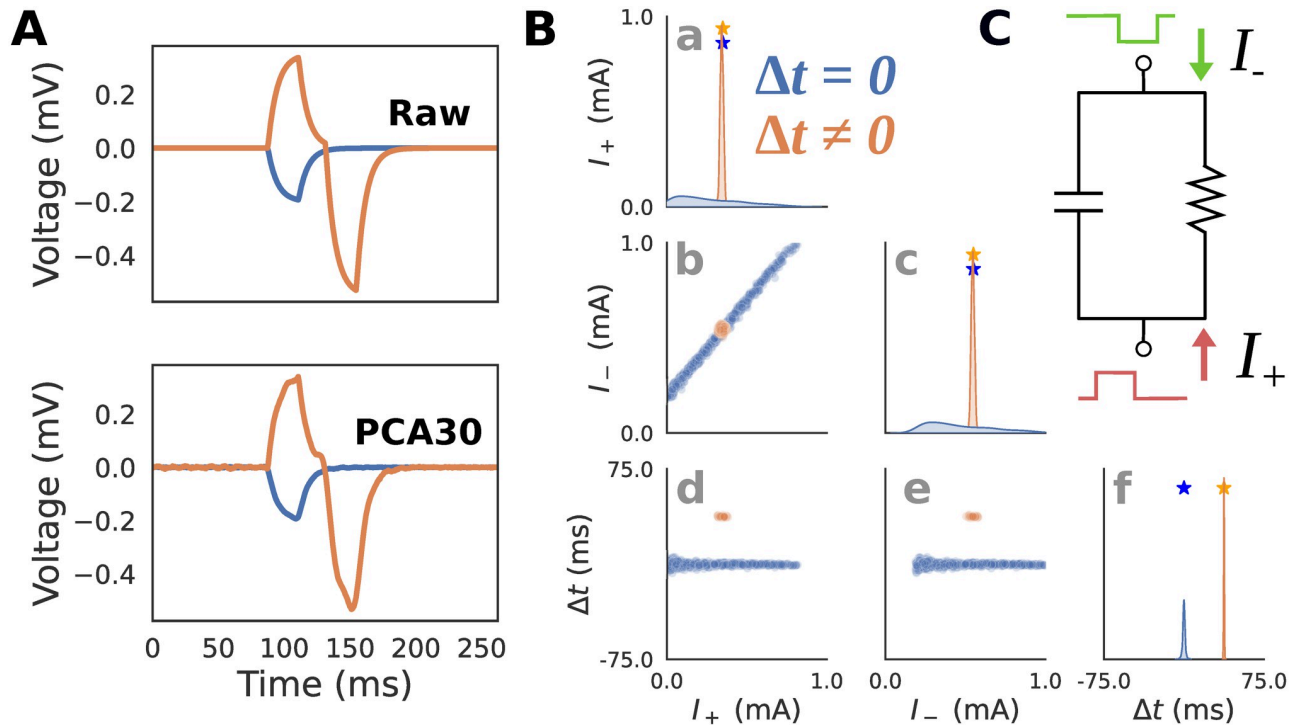 A
Voltage (mV)
0.2
0.0
−0.2
−0.4
Raw
Voltage (mV)
0.2
0.0
−0.2
−0.4
PCA30
0
50
100
150
200
250
Time (ms)
B
a
I₊ (mA)
1.0
0.0
Δt = 0
Δt ≠ 0
b
I₋ (mA)
1.0
0.0
c
d
Δt (ms)
75.0
-75.0
0.0
1.0
I₊ (mA)
e
0.0
1.0
I₋ (mA)
f
-75.0
75.0
Δt (ms)
C
I₋
I₊